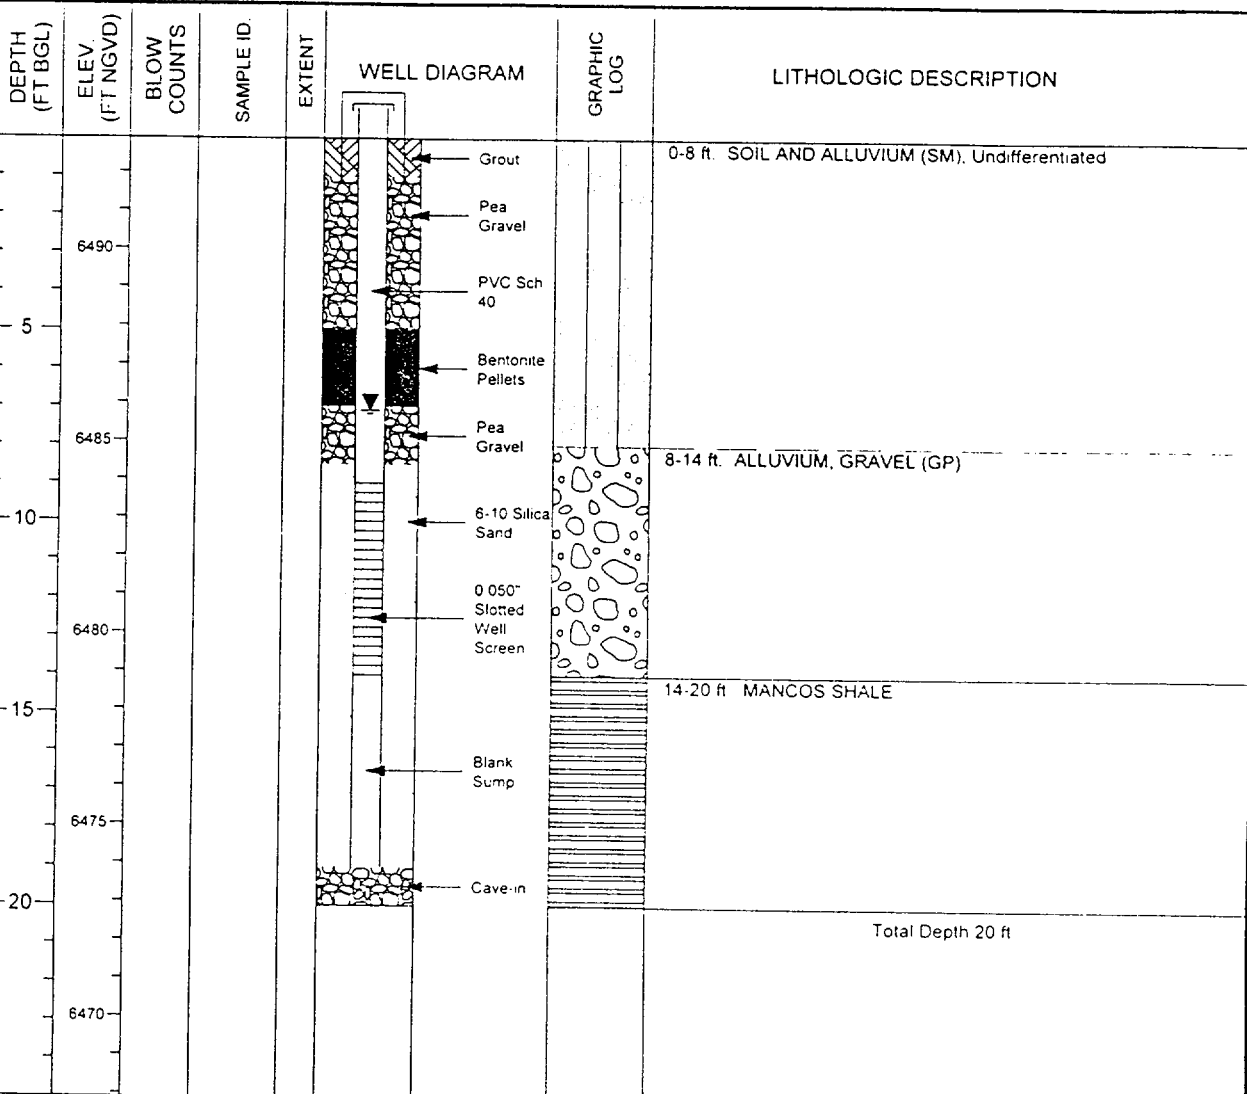 DEPTH
(FT BGL)
ELEV.
(FT NGVD)
BLOW
COUNTS
SAMPLE ID.
EXTENT
WELL DIAGRAM
GRAPHIC
LOG
LITHOLOGIC DESCRIPTION
Grout
0-8 ft. SOIL AND ALLUVIUM (SM), Undifferentiated
Pea
Gravel
6490
PVC Sch
40
5
Bentonite
Pellets
Pea
Gravel
6485
8-14 ft. ALLUVIUM, GRAVEL (GP)
10
6-10 Silica
Sand
0.050"
Slotted
Well
Screen
6480
14-20 ft MANCOS SHALE
15
Blank
Sump
6475
Cave-in
20
Total Depth 20 ft
6470